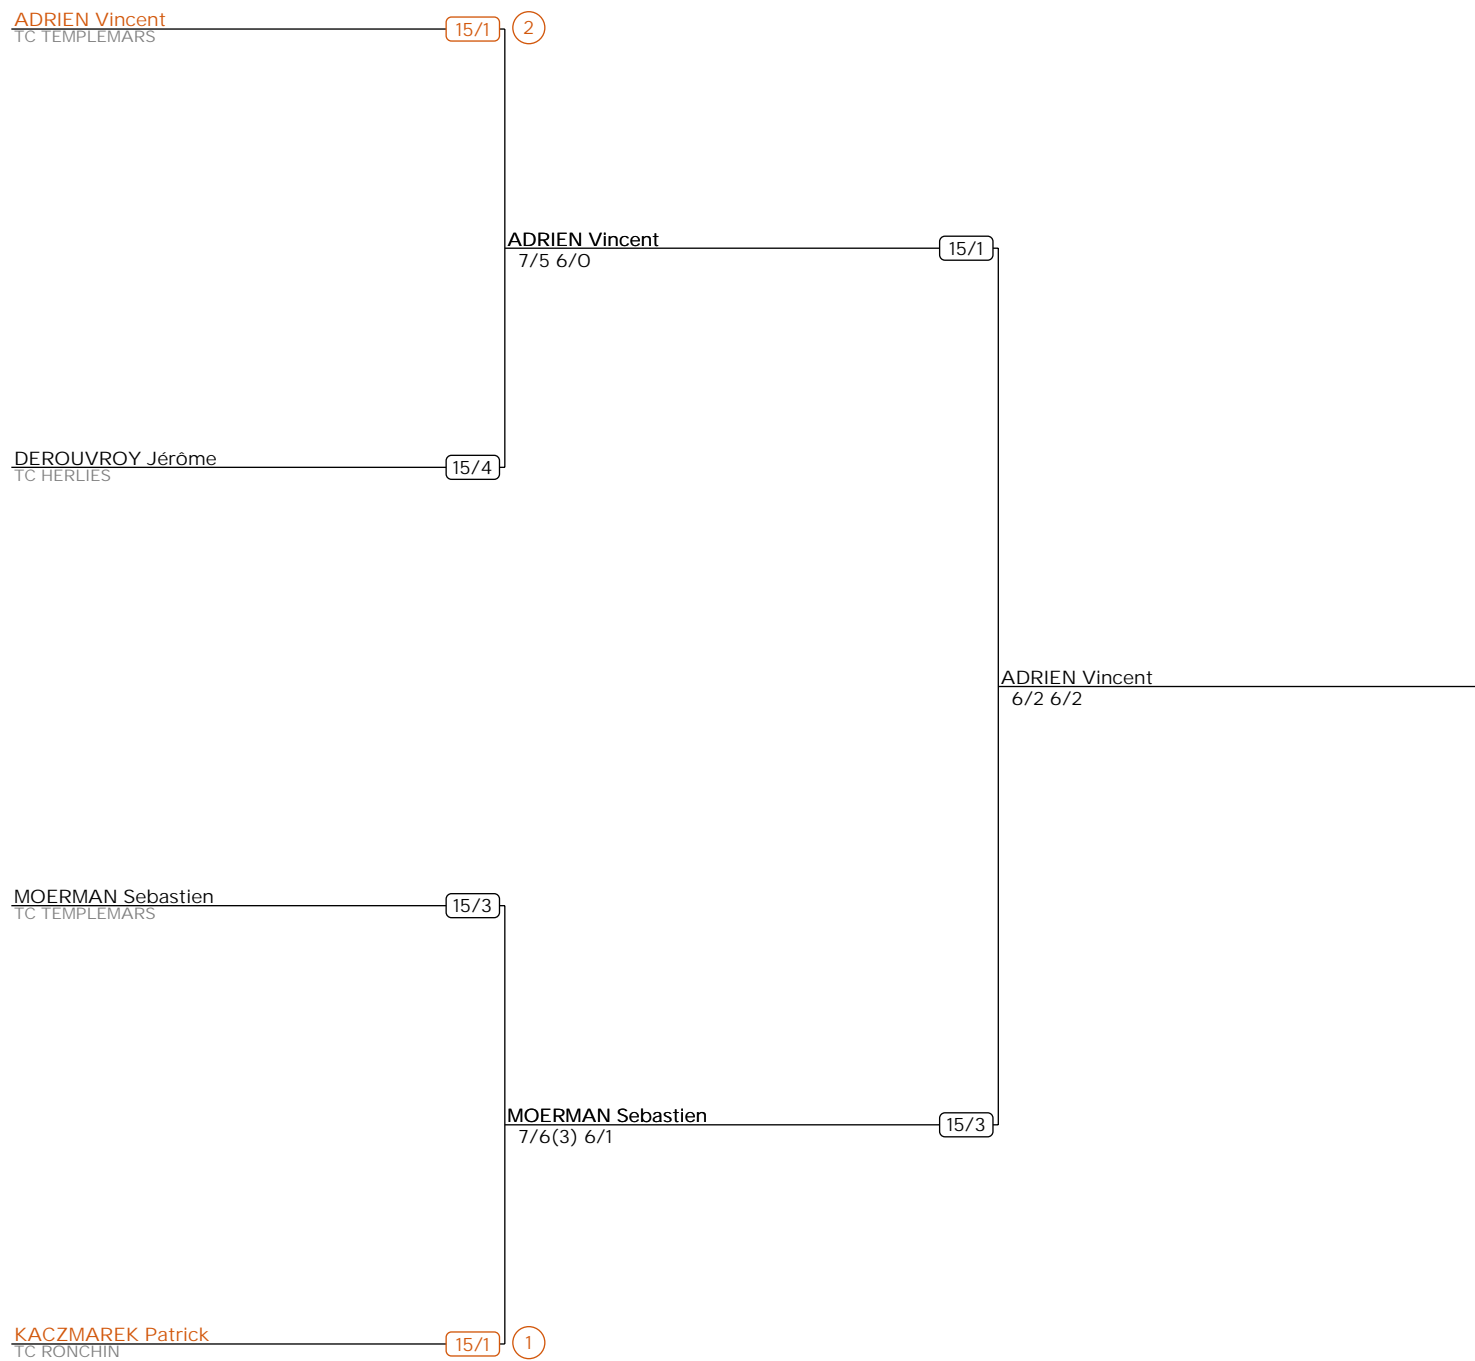 ADRIEN Vincent
TC TEMPLEMARS
15/1
2
ADRIEN Vincent
7/5 6/0
15/1
DEROUVROY Jérôme
TC HERLIES
15/4
ADRIEN Vincent
6/2 6/2
MOERMAN Sebastien
TC TEMPLEMARS
15/3
MOERMAN Sebastien
7/6(3) 6/1
15/3
KACZMAREK Patrick
TC RONCHIN
15/1
1